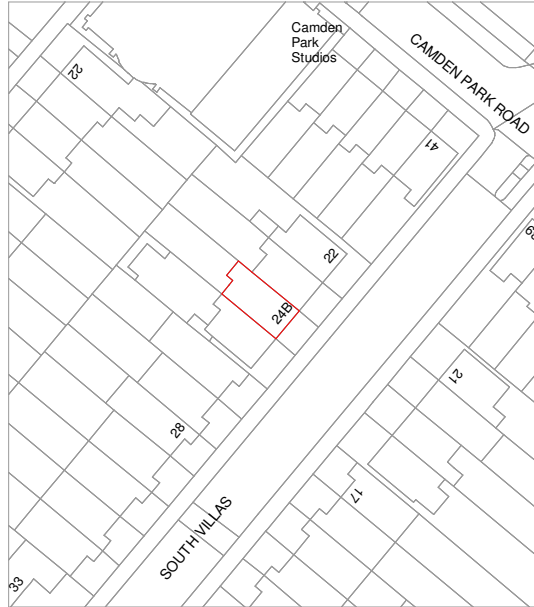 Camden
Park
Studios
CAMDEN PARK ROAD
22
41
22
24B
21
28
17
SOUTH VILLAS
33